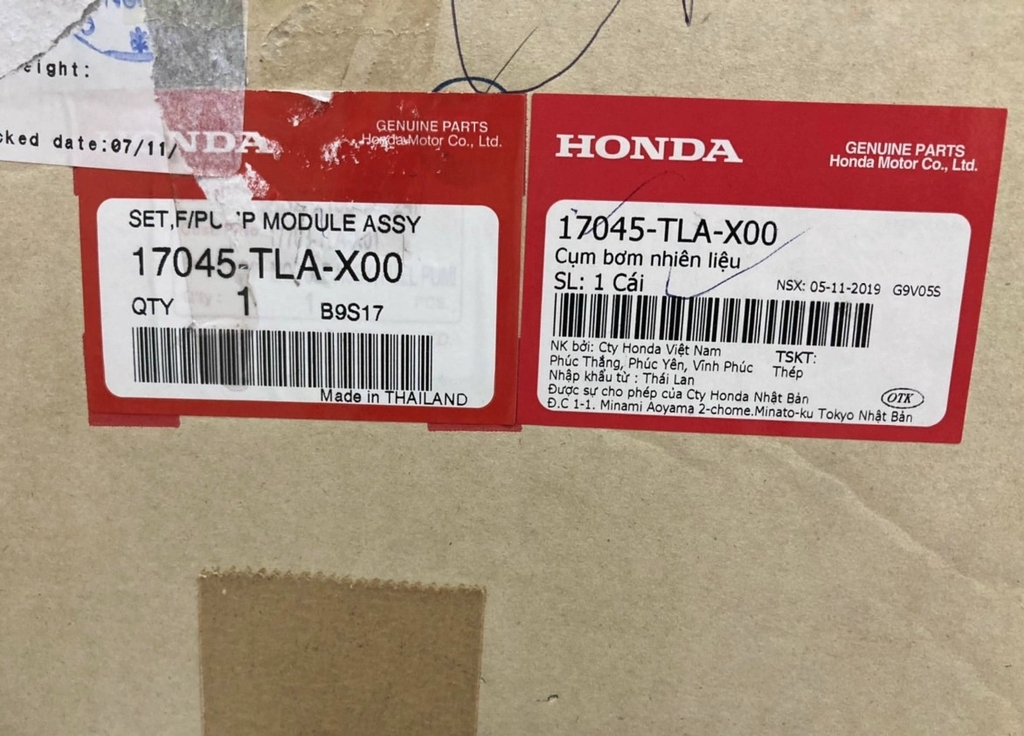 eight:
cked date:07/11/
HONDA
GENUINE PARTS
Honda Motor Co., Ltd.
SET,F/PU P MODULE ASSY
17045-TLA-X00
QTY 1 B9S17
Made in THAILAND
HONDA
GENUINE PARTS
Honda Motor Co., Ltd.
17045-TLA-X00
Cụm bơm nhiên liệu
SL: 1 Cái
NSX: 05-11-2019 G9V05S
NK bởi: Cty Honda Việt Nam
Phúc Thắng, Phúc Yên, Vĩnh Phúc
TSKT:
Thép
Nhập khẩu từ : Thái Lan
Được sự cho phép của Cty Honda Nhật Bản
Đ.C 1-1. Minami Aoyama 2-chome.Minato-ku Tokyo Nhật Bản
OTK